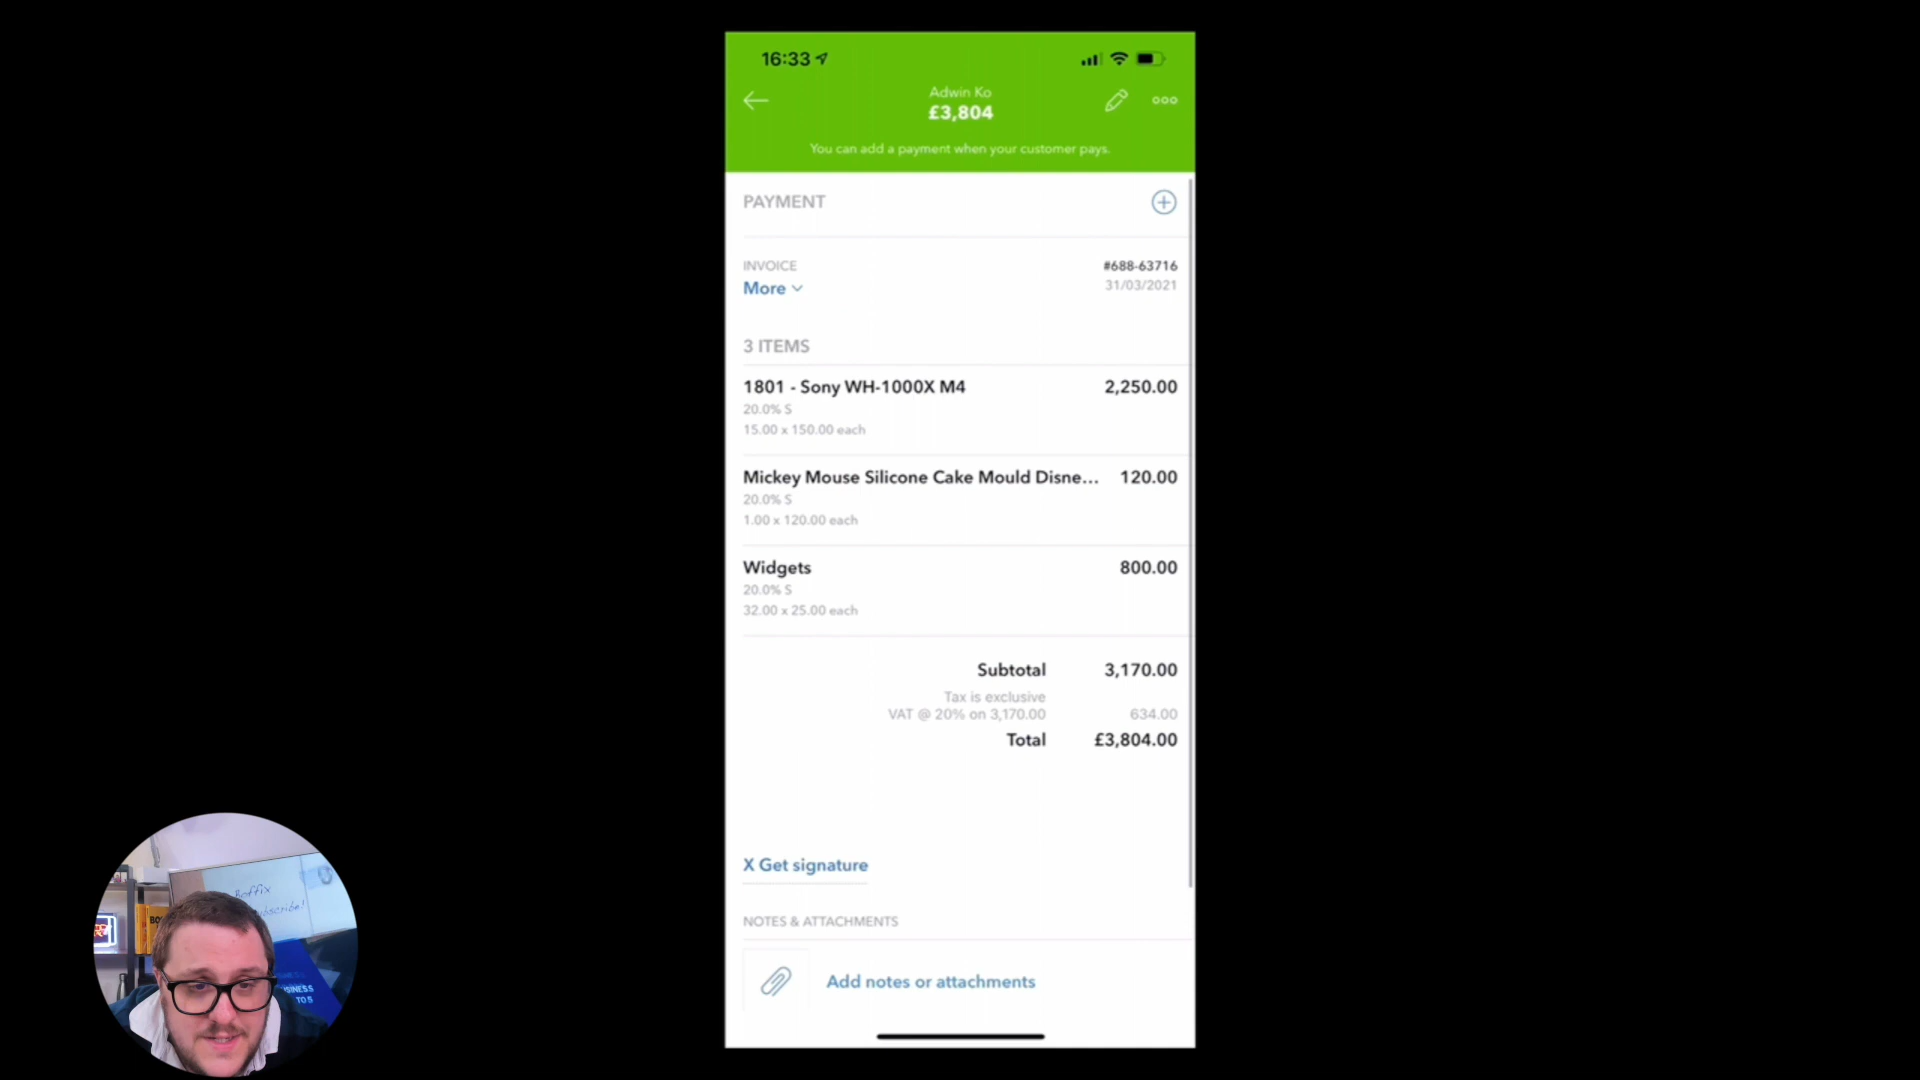 16:33
Adwin Ko
£3,804
You can add a payment when your customer pays.
PAYMENT
INVOICE
#688-63716
More
31/03/2021
3 ITEMS
1801 - Sony WH-1000X M4 2,250.00
20.0% S
15.00 x 150.00 each
Mickey Mouse Silicone Cake Mould Disne... 120.00
20.0% S
1.00 x 120.00 each
Widgets 800.00
20.0% S
32.00 x 25.00 each
Subtotal 3,170.00
Tax is exclusive
VAT @ 20% on 3,170.00 634.00
Total £3,804.00
X Get signature
NOTES & ATTACHMENTS
Add notes or attachments
TO 5